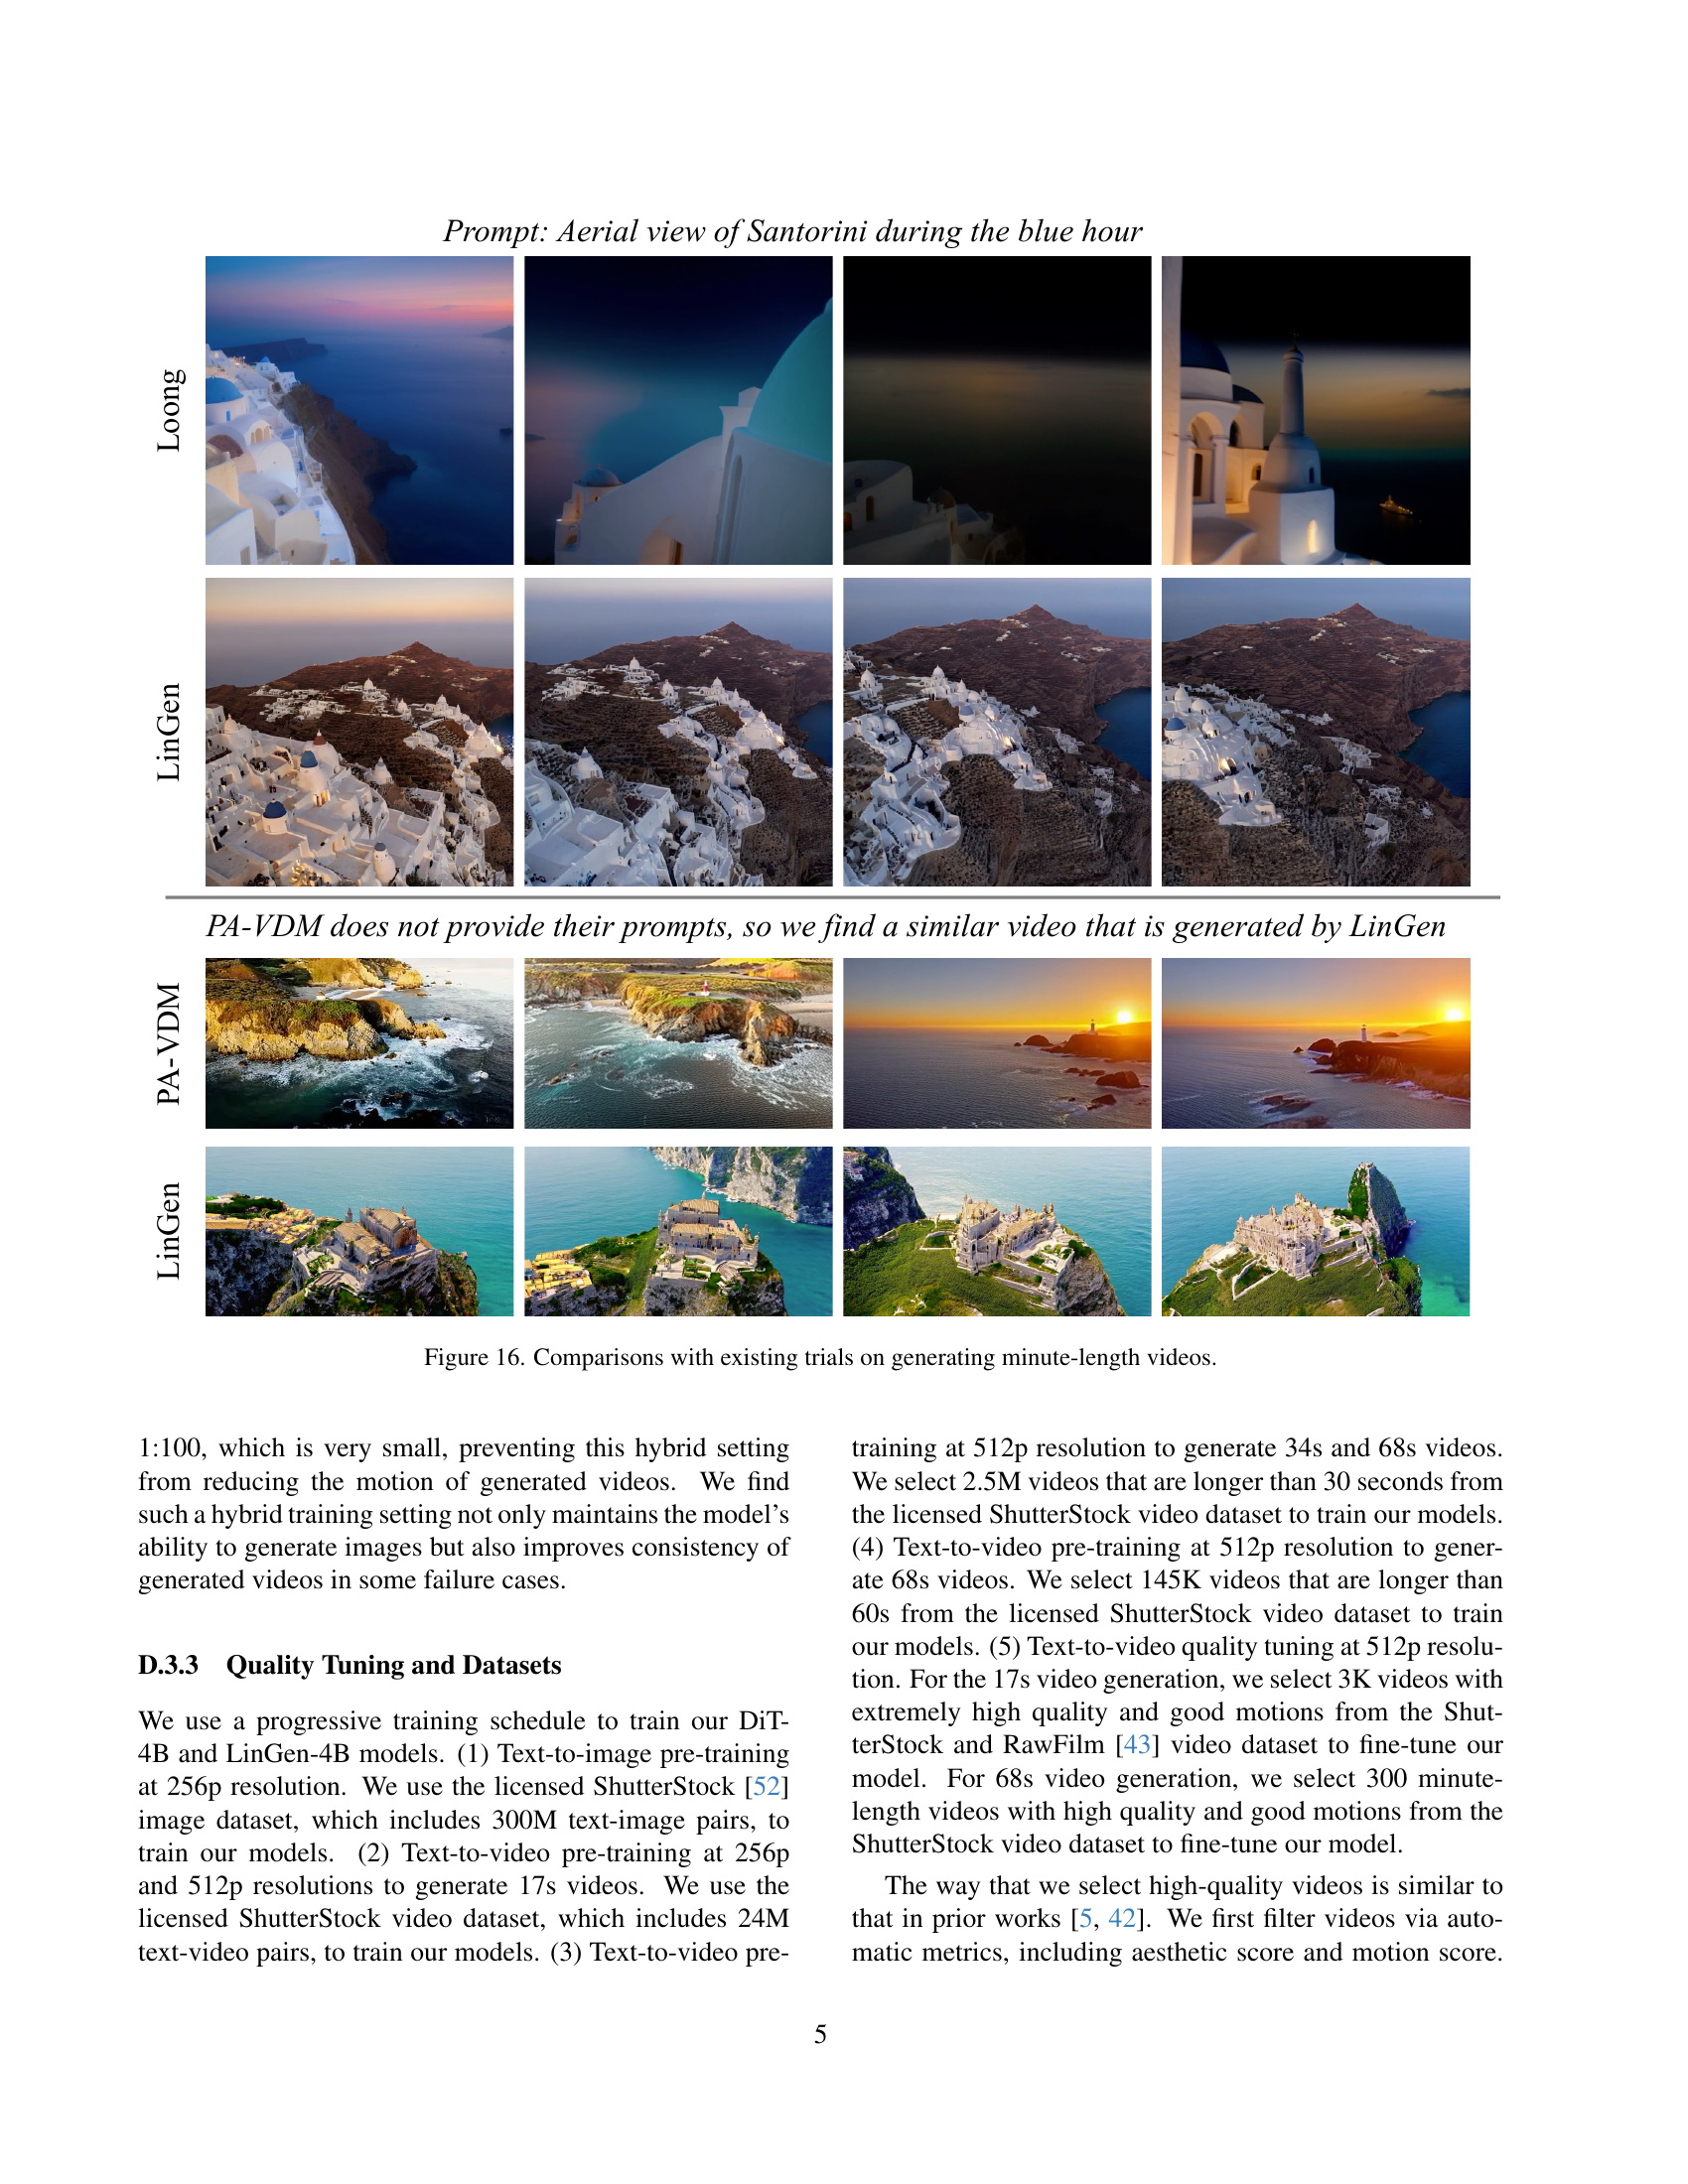 Prompt: Aerial view of Santorini during the blue hour
Loong
LinGen
PA-VDM does not provide their prompts, so we find a similar video that is generated by LinGen
PA-VDM
LinGen
Figure 16. Comparisons with existing trials on generating minute-length videos.
1:100, which is very small, preventing this hybrid setting
from reducing the motion of generated videos. We find
such a hybrid training setting not only maintains the model's
ability to generate images but also improves consistency of
generated videos in some failure cases.
D.3.3 Quality Tuning and Datasets
We use a progressive training schedule to train our DiT-
4B and LinGen-4B models. (1) Text-to-image pre-training
at 256p resolution. We use the licensed ShutterStock [52]
image dataset, which includes 300M text-image pairs, to
train our models. (2) Text-to-video pre-training at 256p
and 512p resolutions to generate 17s videos. We use the
licensed ShutterStock video dataset, which includes 24M
text-video pairs, to train our models. (3) Text-to-video pre-
training at 512p resolution to generate 34s and 68s videos.
We select 2.5M videos that are longer than 30 seconds from
the licensed ShutterStock video dataset to train our models.
(4) Text-to-video pre-training at 512p resolution to gener-
ate 68s videos. We select 145K videos that are longer than
60s from the licensed ShutterStock video dataset to train
our models. (5) Text-to-video quality tuning at 512p resolu-
tion. For the 17s video generation, we select 3K videos with
extremely high quality and good motions from the Shut-
terStock and RawFilm [43] video dataset to fine-tune our
model. For 68s video generation, we select 300 minute-
length videos with high quality and good motions from the
ShutterStock video dataset to fine-tune our model.
The way that we select high-quality videos is similar to
that in prior works [5, 42]. We first filter videos via auto-
matic metrics, including aesthetic score and motion score.
5